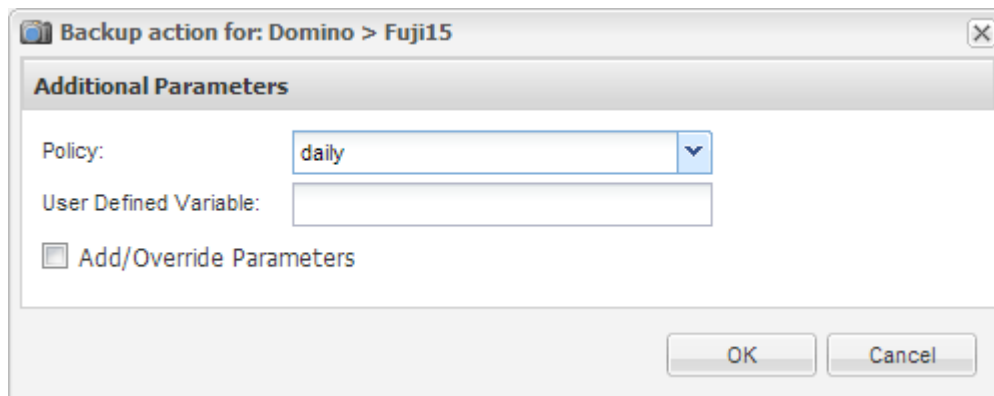 Backup action for: Domino > Fuji15
Additional Parameters
Policy: daily
User Defined Variable:
Add/Override Parameters
OK Cancel